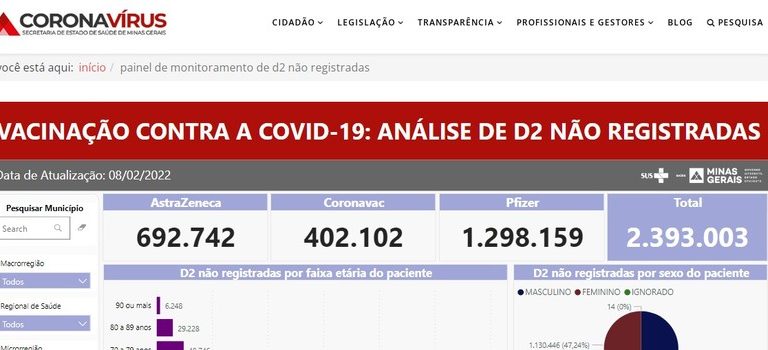 CORONAVÍRUS
SECRETARIA DE ESTADO DE SAÚDE DE MINAS GERAIS
CIDADÃO LEGISLAÇÃO TRANSPARÊNCIA PROFISSIONAIS E GESTORES BLOG PESQUISA
você está aqui: início / painel de monitoramento de d2 não registradas
VACINAÇÃO CONTRA A COVID-19: ANÁLISE DE D2 NÃO REGISTRADAS
Data de Atualização: 08/02/2022
SUS MINAS GERAIS
Pesquisar Município
Search
Macrorregião
Todos
Regional de Saúde
Todos
AstraZeneca Coronavac Pfizer Total
692.742 402.102 1.298.159 2.393.003
D2 não registradas por faixa etária do paciente
90 ou mais 6.248
80 a 89 anos 29.228
D2 não registradas por sexo do paciente
MASCULINO FEMININO IGNORADO
14 (0%)
1.130.446 (47,24%)